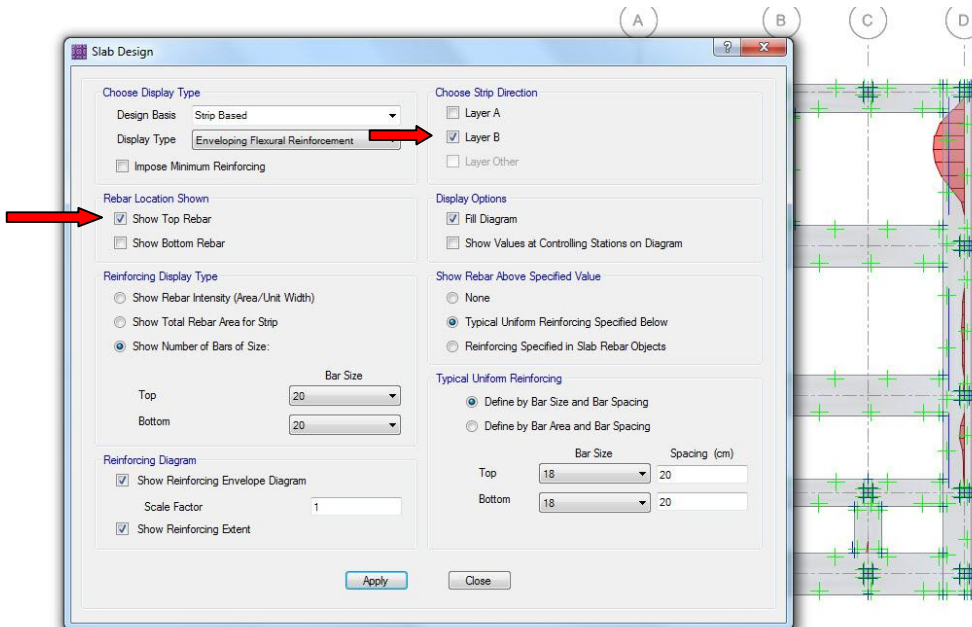 A
B
C
D
Slab Design
Choose Display Type
Design Basis Strip Based
Display Type Enveloping Flexural Reinforcement
Impose Minimum Reinforcing
Rebar Location Shown
Show Top Rebar
Show Bottom Rebar
Reinforcing Display Type
Show Rebar Intensity (Area/Unit Width)
Show Total Rebar Area for Strip
Show Number of Bars of Size:
Bar Size
Top 20
Bottom 20
Reinforcing Diagram
Show Reinforcing Envelope Diagram
Scale Factor 1
Show Reinforcing Extent
Choose Strip Direction
Layer A
Layer B
Layer Other
Display Options
Fill Diagram
Show Values at Controlling Stations on Diagram
Show Rebar Above Specified Value
None
Typical Uniform Reinforcing Specified Below
Reinforcing Specified in Slab Rebar Objects
Typical Uniform Reinforcing
Define by Bar Size and Bar Spacing
Define by Bar Area and Bar Spacing
Bar Size Spacing (cm)
Top 18 20
Bottom 18 20
Apply Close